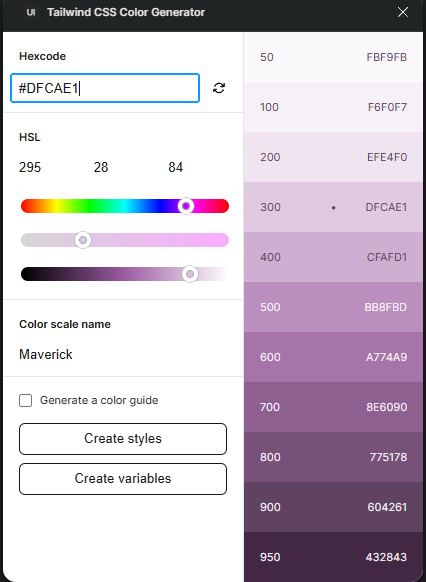 UI Tailwind CSS Color Generator
Hexcode
#DFCAE1
HSL
295 28 84
Color scale name
Maverick
Generate a color guide
Create styles
Create variables
50 FBF9FB
100 F6F0F7
200 EFE4F0
300 • DFCAE1
400 CFAFD1
500 BB8FBD
600 A774A9
700 8E6090
800 775178
900 604261
950 432843